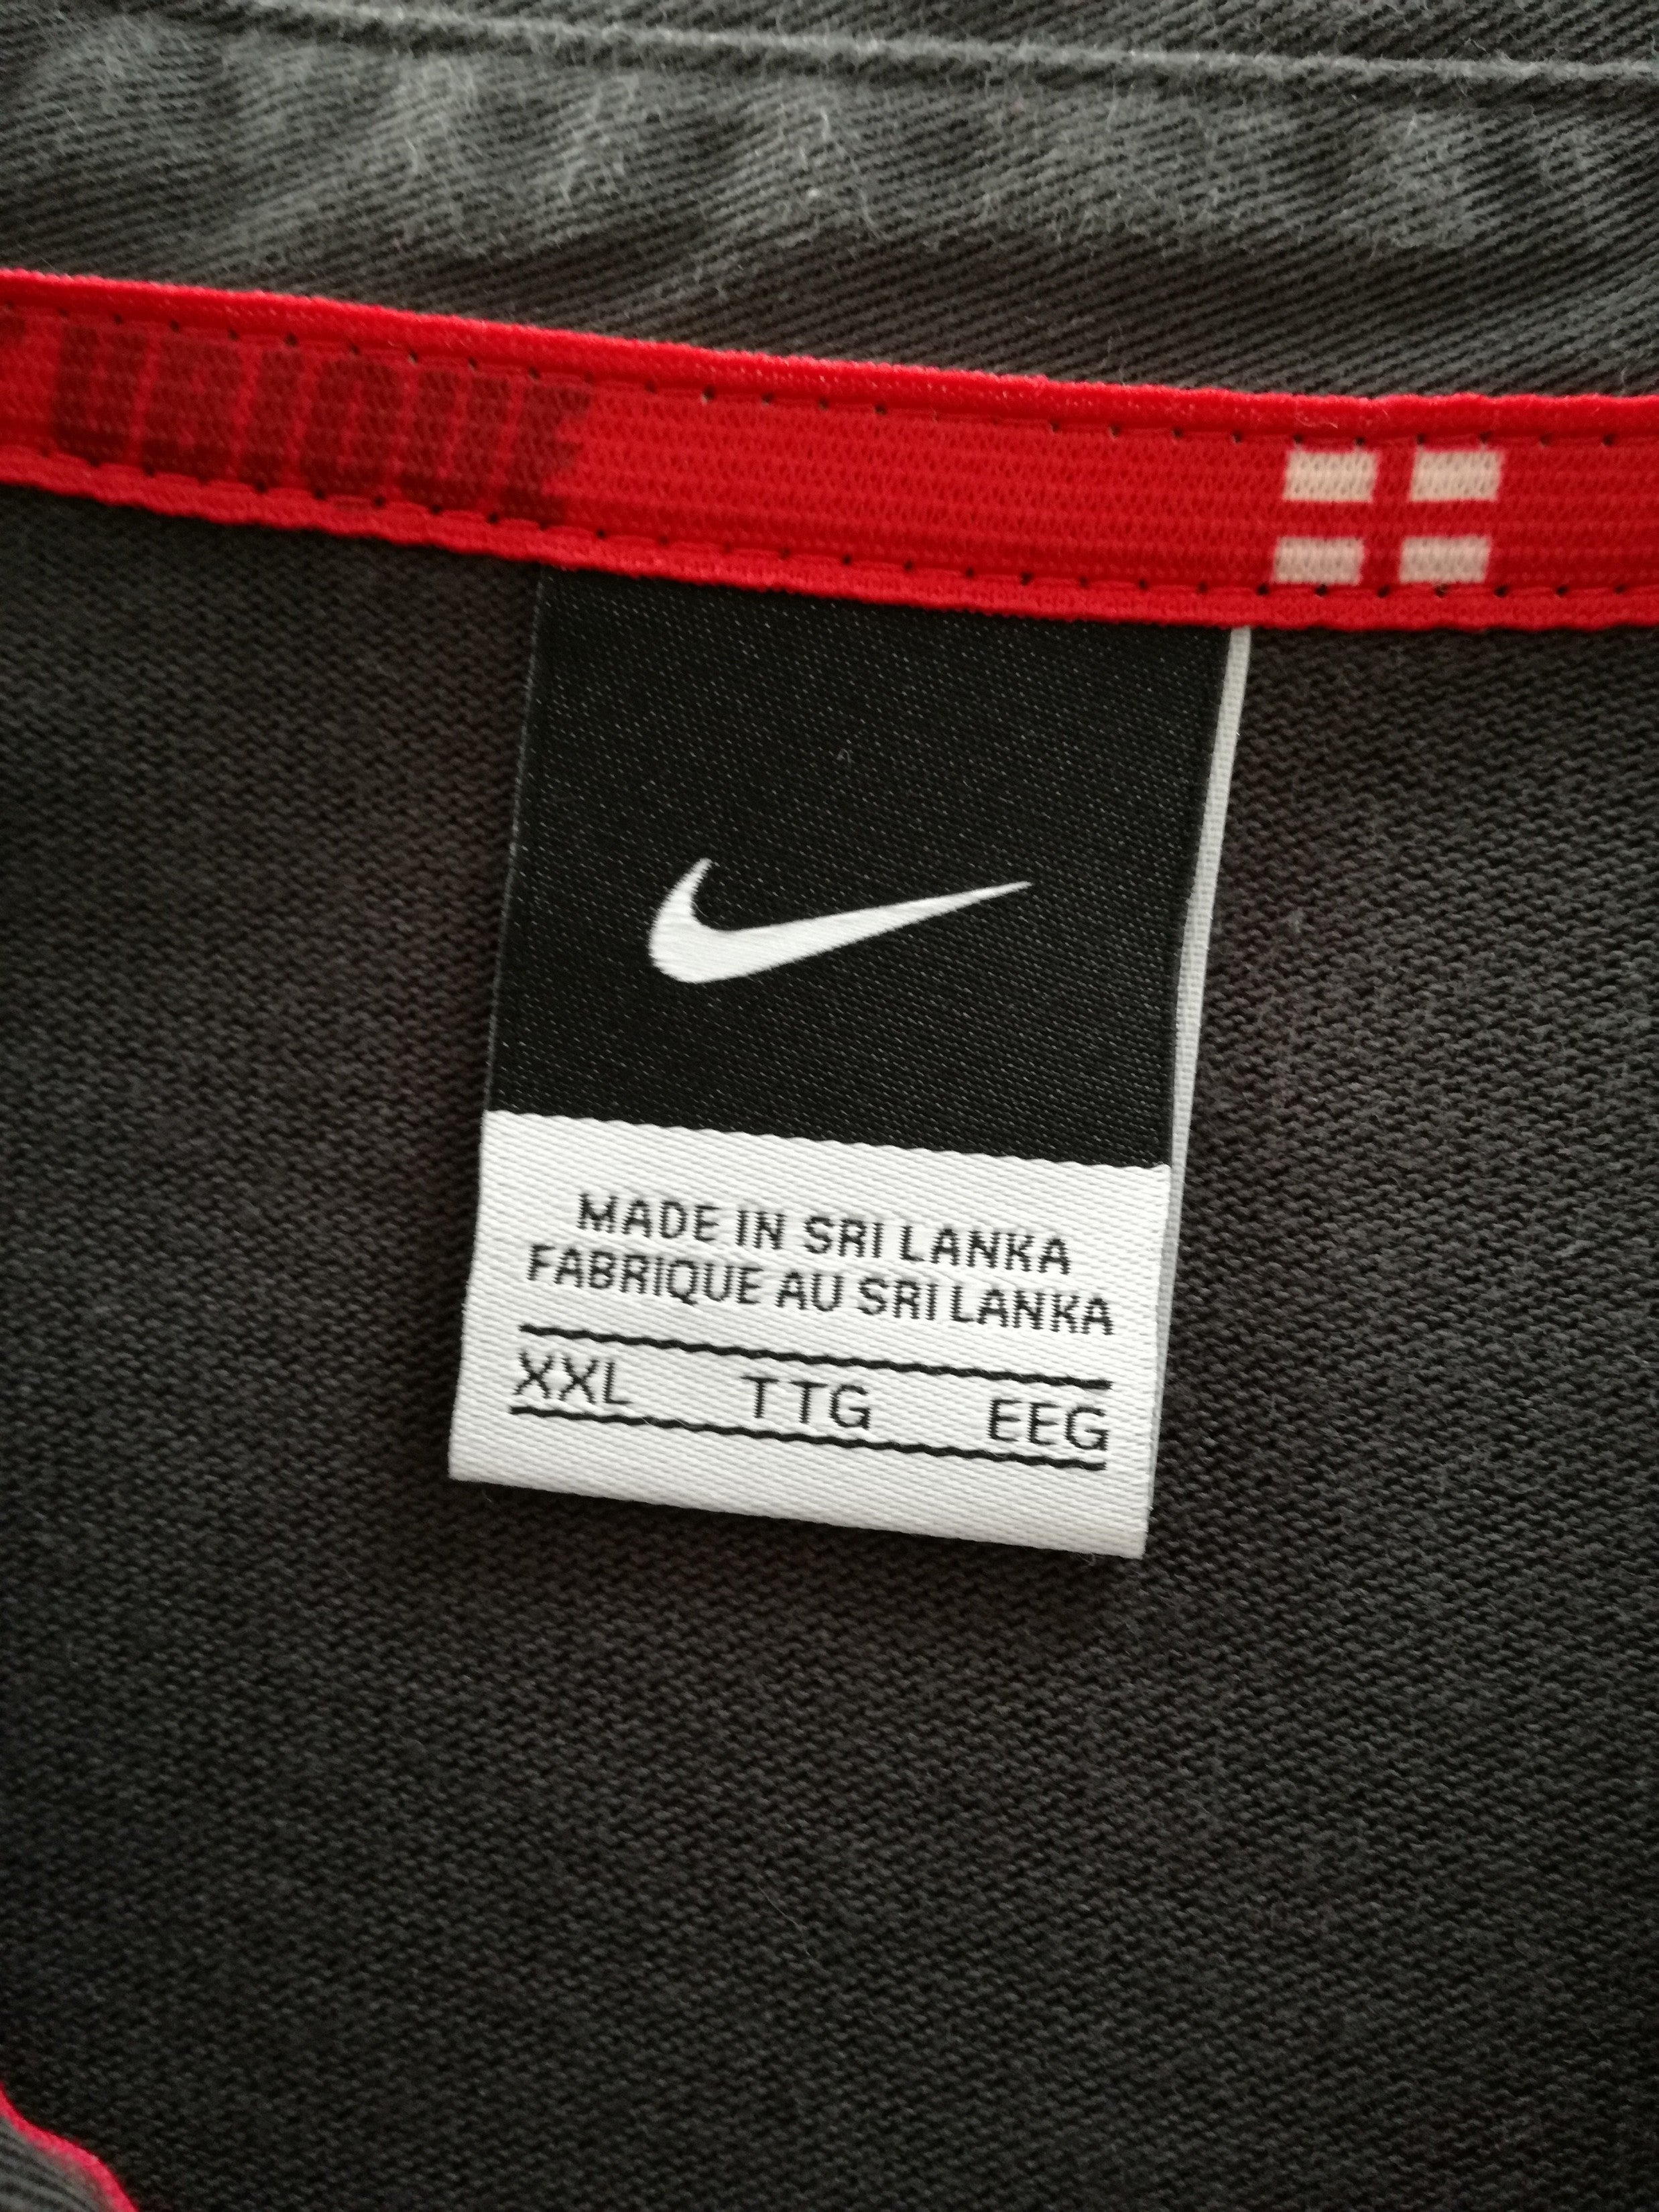 MADE IN SRI LANKA
FABRIQUE AU SRI LANKA
XXL TTG EEG